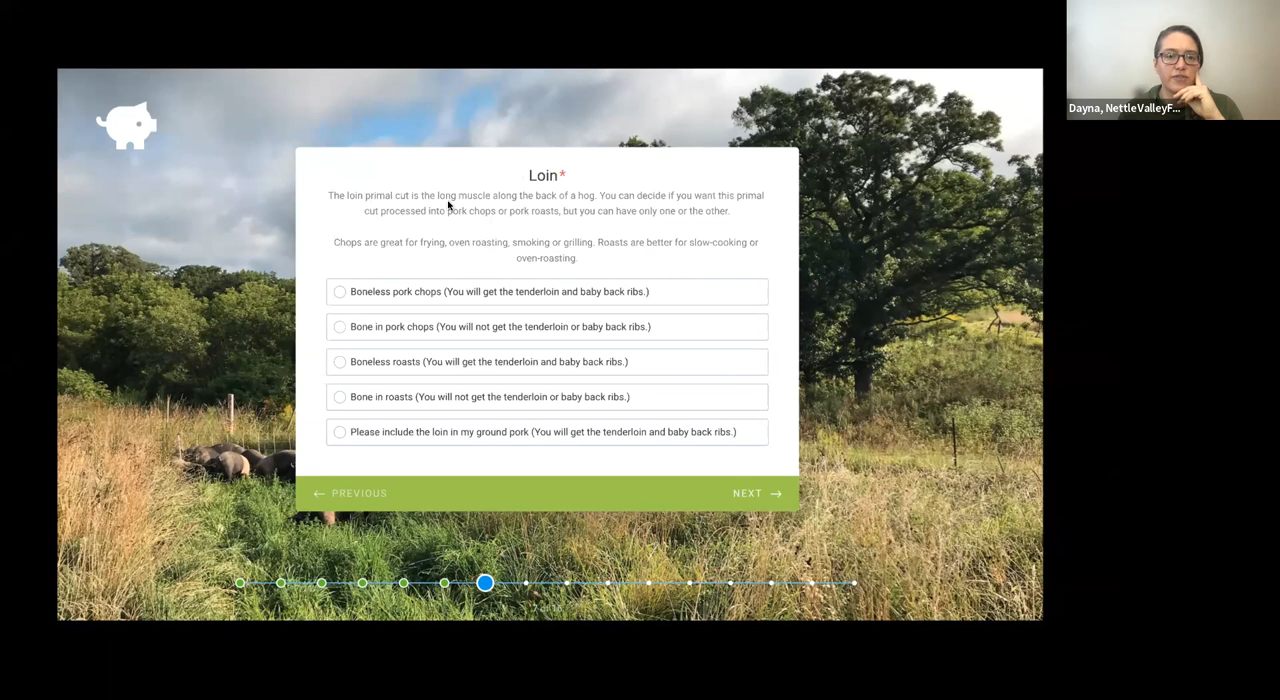 Dayna, NettleValleyF...
Loin*
The loin primal cut is the long muscle along the back of a hog. You can decide if you want this primal
cut processed into pork chops or pork roasts, but you can have only one or the other.
Chops are great for frying, oven roasting, smoking or grilling. Roasts are better for slow-cooking or
oven-roasting.
Boneless pork chops (You will get the tenderloin and baby back ribs.)
Bone in pork chops (You will not get the tenderloin or baby back ribs.)
Boneless roasts (You will get the tenderloin and baby back ribs.)
Bone in roasts (You will not get the tenderloin or baby back ribs.)
Please include the loin in my ground pork (You will get the tenderloin and baby back ribs.)
← PREVIOUS
NEXT →
7 of 16